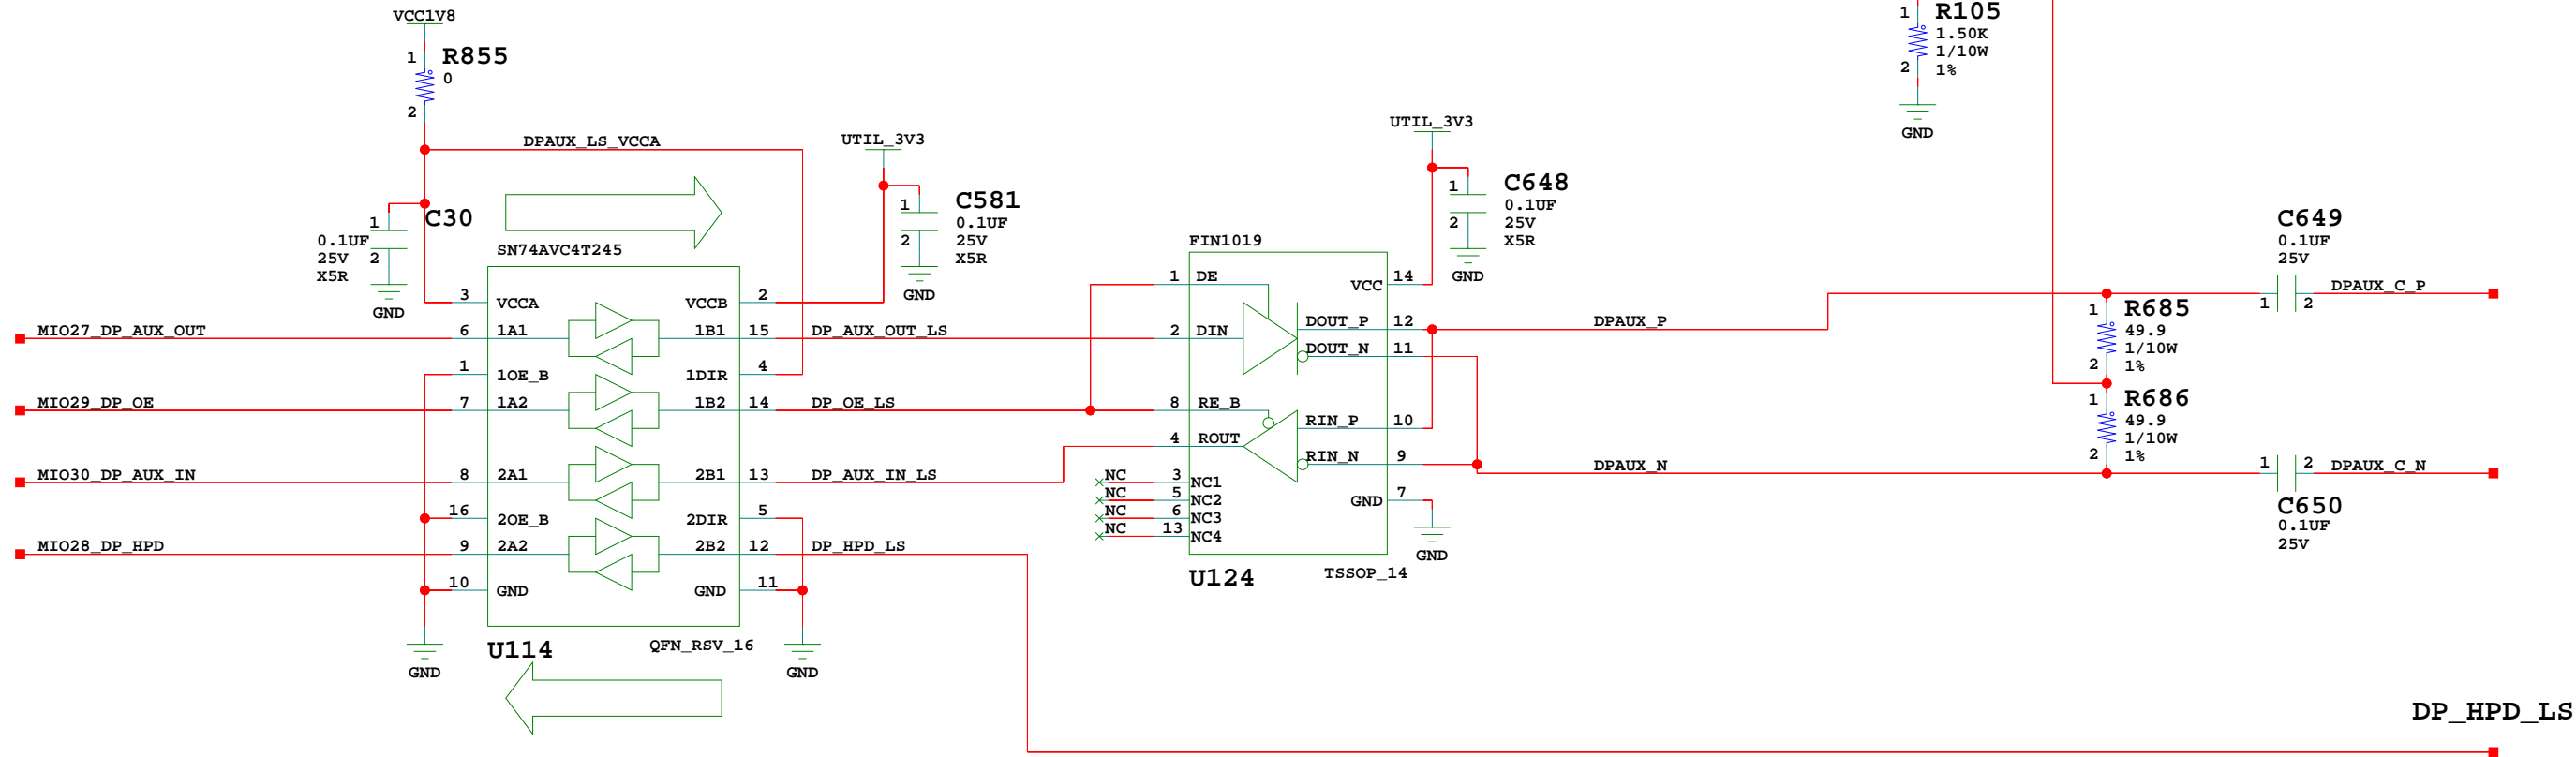 VCC1V8
1
R855
0
2
DPAUX_LS_VCCA
UTIL_3V3
1
C581
0.1UF
2
25V
X5R
GND
1
C30
0.1UF
25V
2
X5R
GND
SN74AVC4T245
3 VCCA VCCB 2
MIO27_DP_AUX_OUT 6 1A1 1B1 15 DP_AUX_OUT_LS
1 1OE_B 1DIR 4
MIO29_DP_OE 7 1A2 1B2 14 DP_OE_LS
MIO30_DP_AUX_IN 8 2A1 2B1 13 DP_AUX_IN_LS
16 2OE_B 2DIR 5
MIO28_DP_HPD 9 2A2 2B2 12 DP_HPD_LS
10 GND GND 11
U114 QFN_RSV_16
GND GND
UTIL_3V3
1
C648
0.1UF
2
25V
X5R
GND
FIN1019
1 DE VCC 14
2 DIN DOUT_P 12 DPAUX_P
DOUT_N 11
8 RE_B RIN_P 10
4 ROUT RIN_N 9 DPAUX_N
NC 3 NC1
NC 5 NC2 GND 7
NC 6 NC3
NC 13 NC4
GND
U124 TSSOP_14
1
R105
1.50K
1/10W
2
1%
GND
C649
0.1UF
25V
1 2 DPAUX_C_P
1
R685
49.9
1/10W
2
1%
1
R686
49.9
1/10W
2
1%
1 2 DPAUX_C_N
C650
0.1UF
25V
DP_HPD_LS